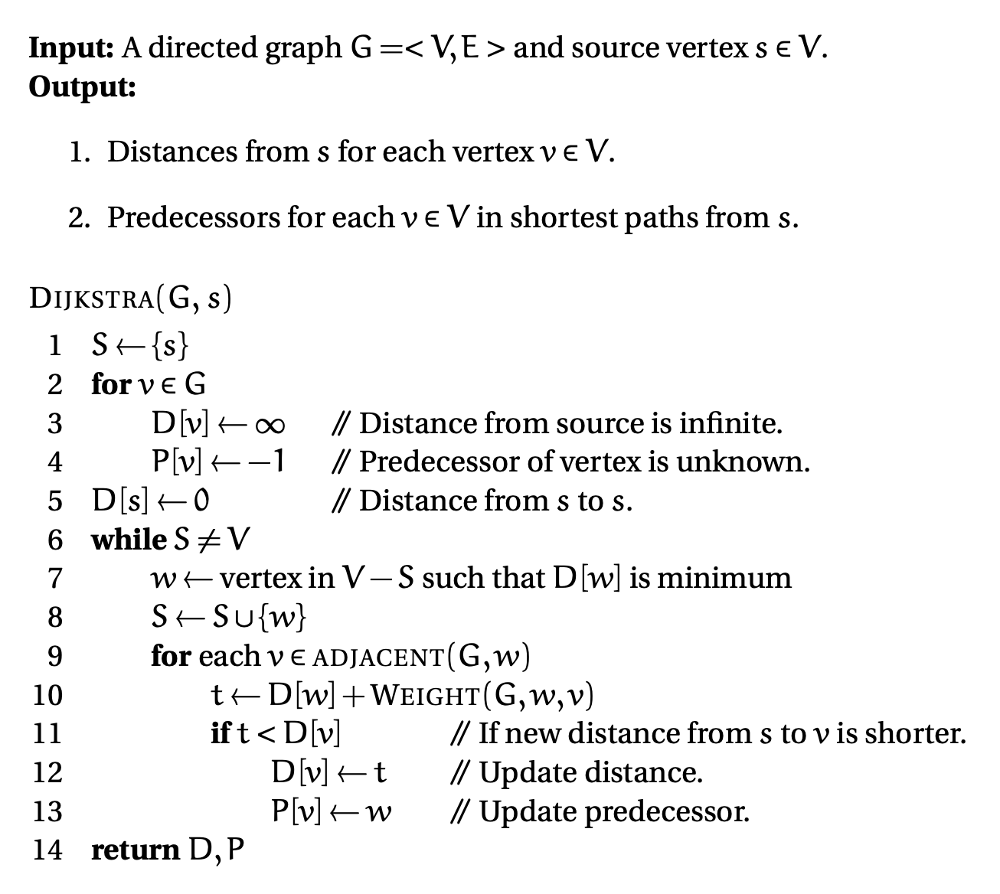 Input: A directed graph G =< V, E > and source vertex s ∈ V.
Output:
1. Distances from s for each vertex v ∈ V.
2. Predecessors for each v ∈ V in shortest paths from s.
DIJKSTRA(G, s)
1 S ← {s}
2 for v ∈ G
3 D[v] ← ∞ // Distance from source is infinite.
4 P[v] ← −1 // Predecessor of vertex is unknown.
5 D[s] ← 0 // Distance from s to s.
6 while S ≠ V
7 w ← vertex in V − S such that D[w] is minimum
8 S ← S ∪ {w}
9 for each v ∈ ADJACENT(G, w)
10 t ← D[w] + WEIGHT(G, w, v)
11 if t < D[v] // If new distance from s to v is shorter.
12 D[v] ← t // Update distance.
13 P[v] ← w // Update predecessor.
14 return D, P